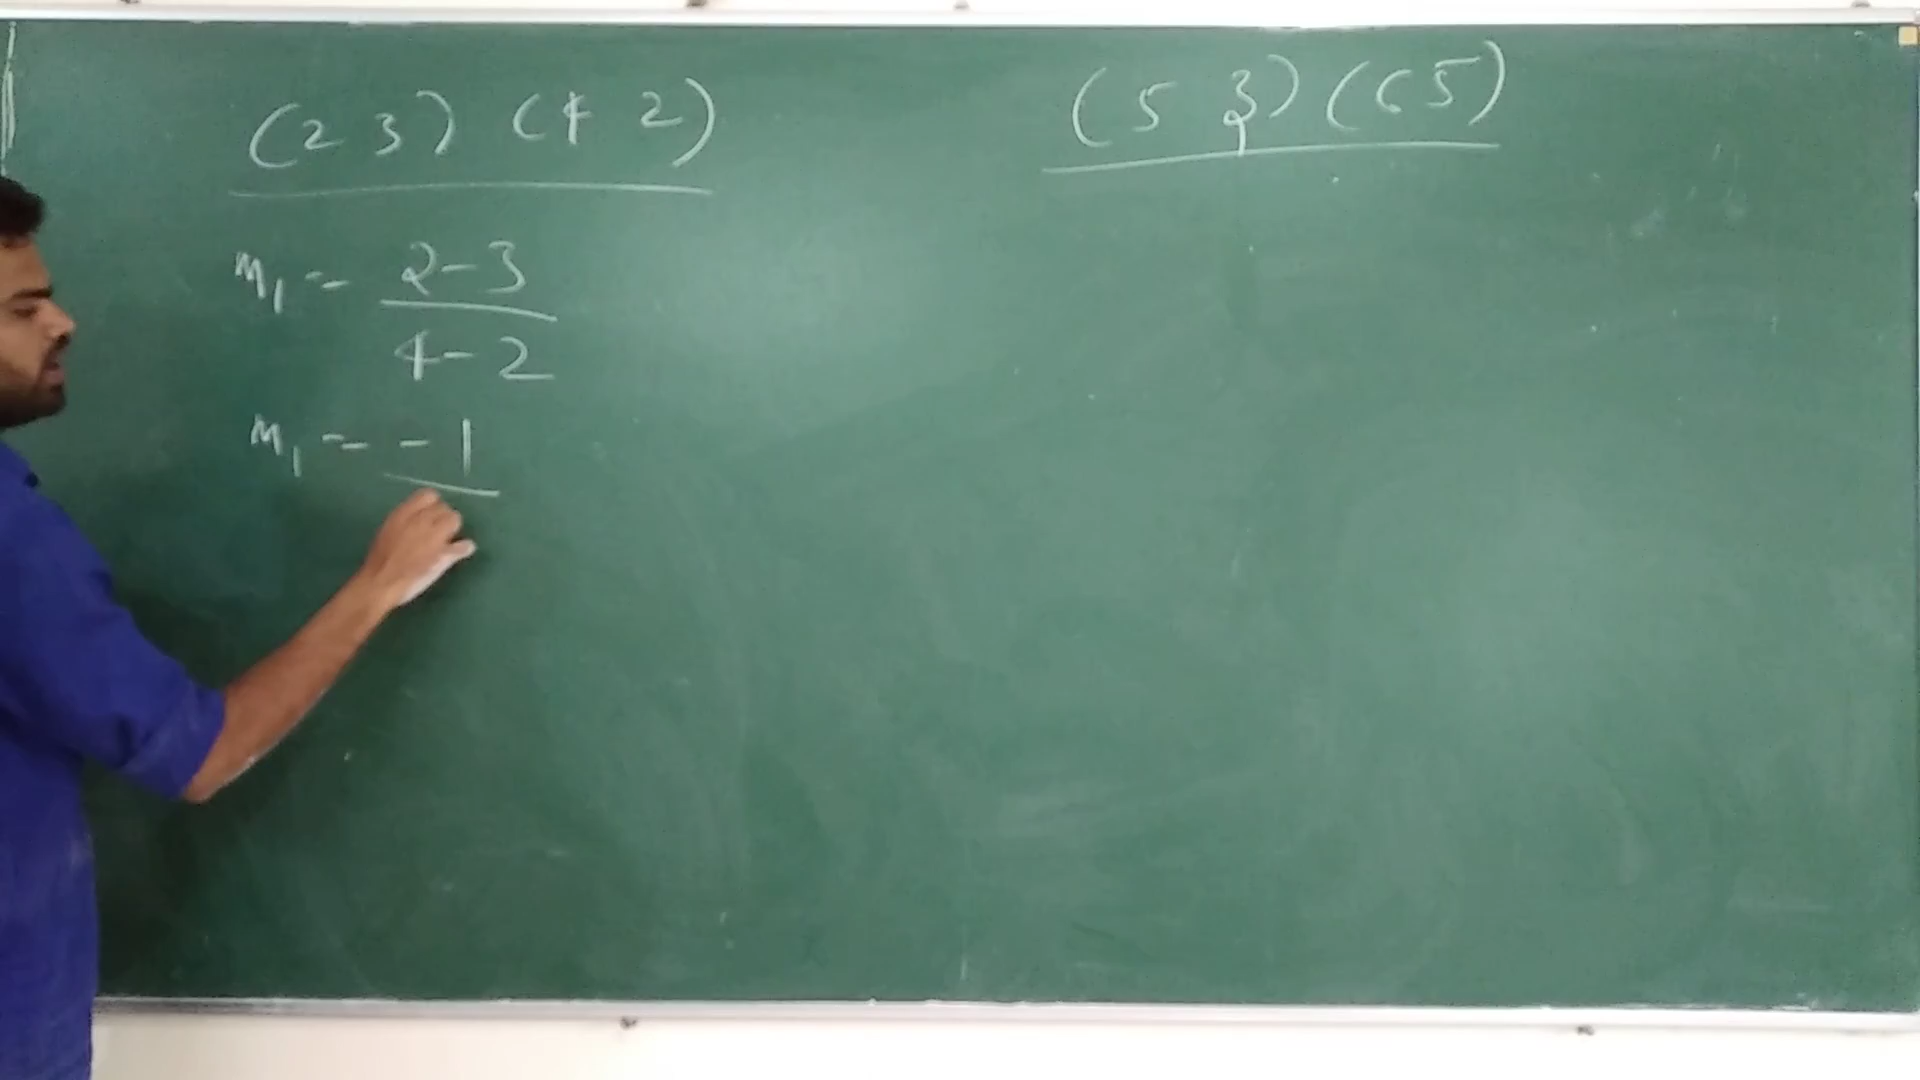 (2 3) (4 2)
(5 3) (6 5)
m₁ = 2-3
4-2
m₁ = -1